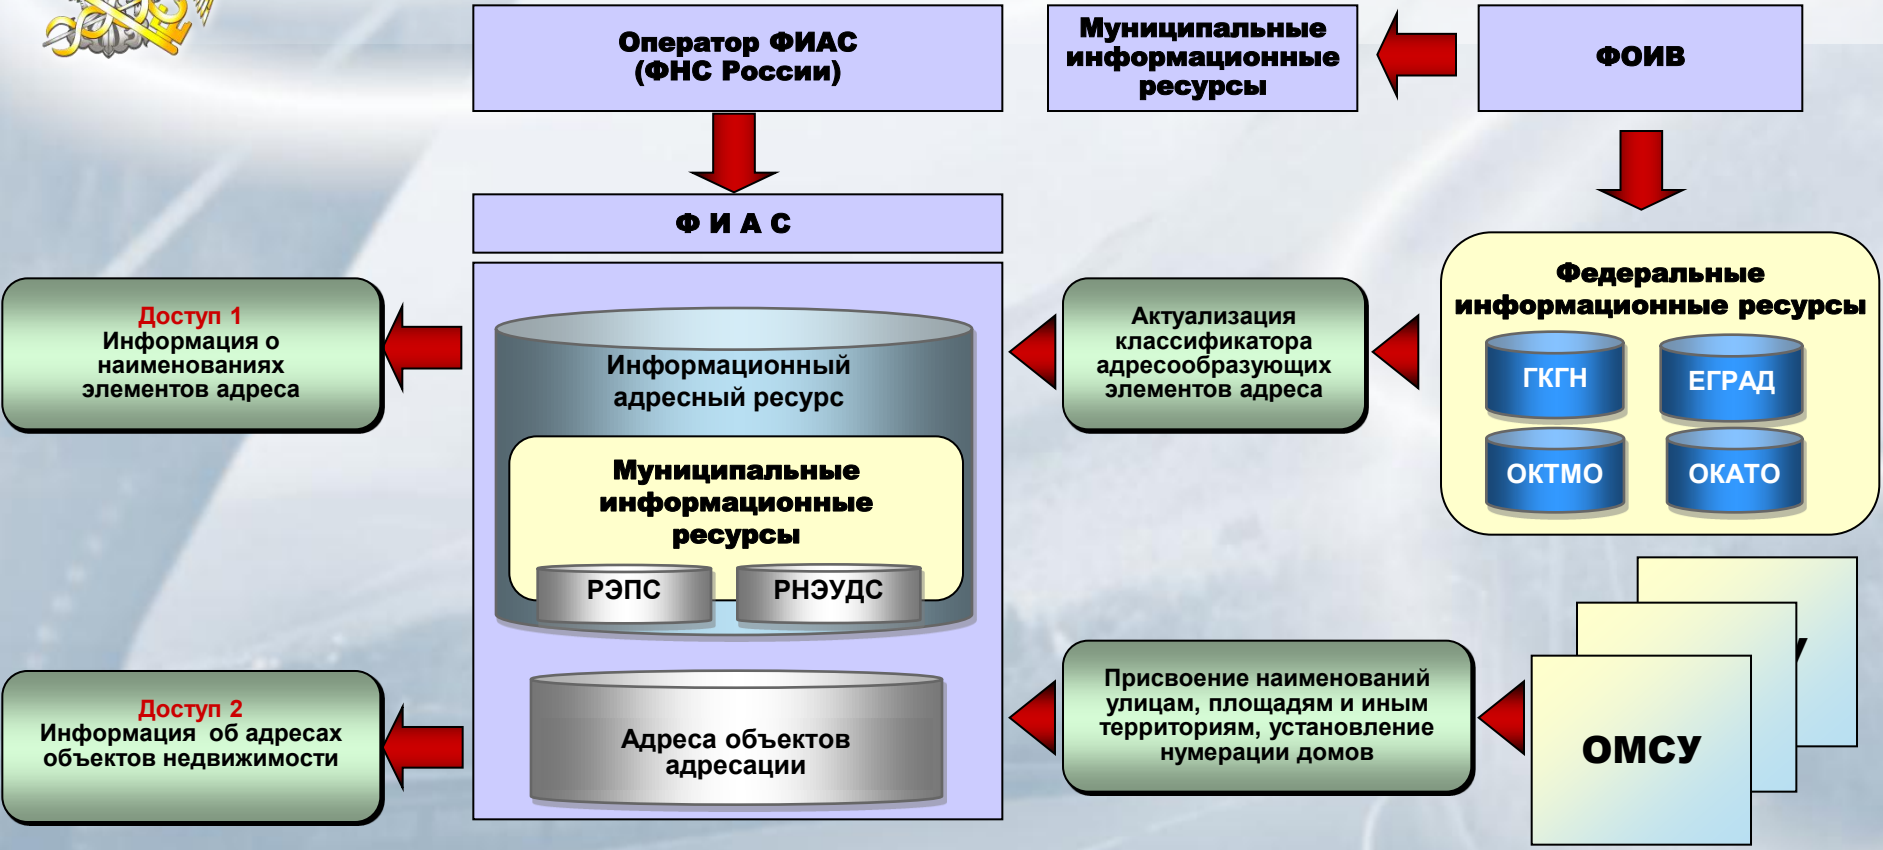 Оператор ФИАС
(ФНС России)
Муниципальные
информационные
ресурсы
ФОИВ
Ф И А С
Доступ 1
Информация о
наименованиях
элементов адреса
Информационный
адресный ресурс
Муниципальные
информационные
ресурсы
РЭПС
РНЭУДС
Актуализация
классификатора
адресообразующих
элементов адреса
Федеральные
информационные ресурсы
ГКГН
ЕГРАД
ОКТМО
ОКАТО
Доступ 2
Информация об адресах
объектов недвижимости
Адреса объектов
адресации
Присвоение наименований
улицам, площадям и иным
территориям, установление
нумерации домов
ОМСУ